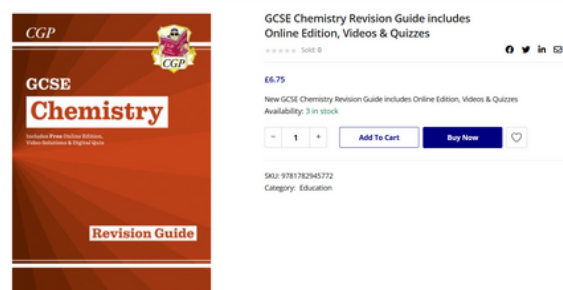 CGP
CGP
GCSE
Chemistry
Includes Free Online Edition,
Video Solutions & Digital Quiz
Revision Guide
GCSE Chemistry Revision Guide includes
Online Edition, Videos & Quizzes
Sold: 0
£6.75
New GCSE Chemistry Revision Guide includes Online Edition, Videos & Quizzes
Availability: 3 in stock
- 1 + Add To Cart Buy Now
SKU: 9781782945772
Category: Education